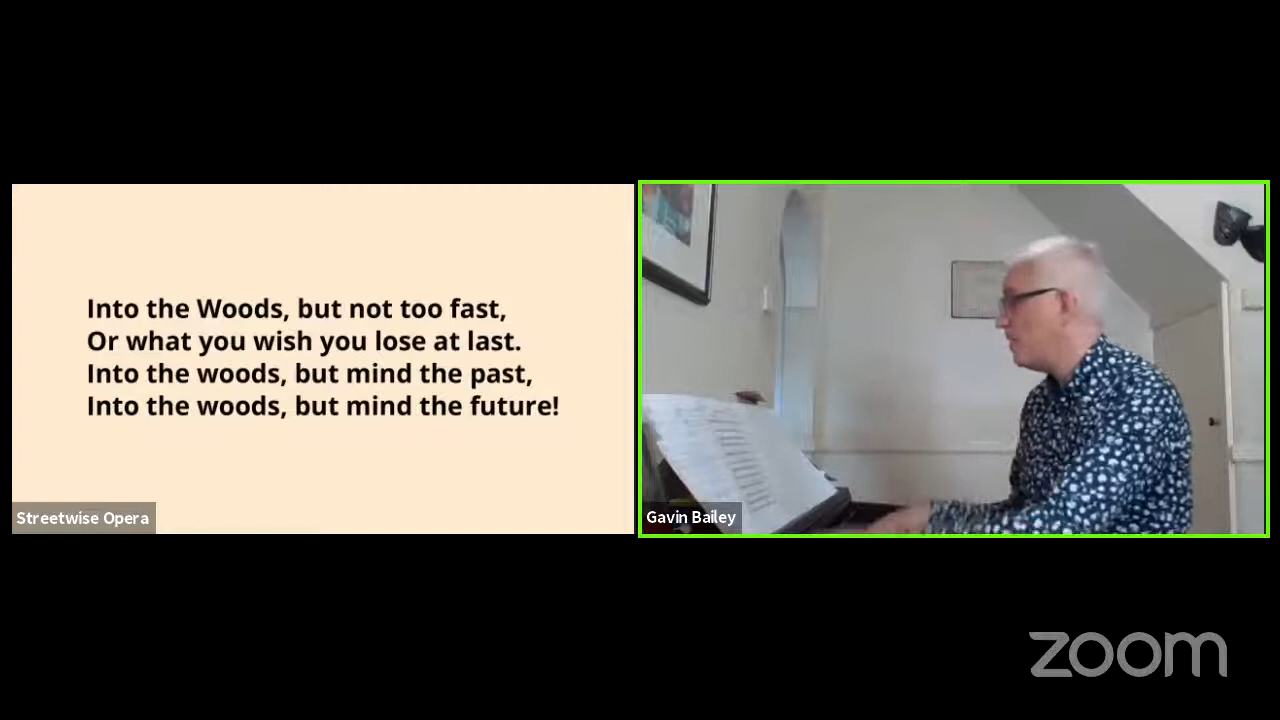 Into the Woods, but not too fast,
Or what you wish you lose at last.
Into the woods, but mind the past,
Into the woods, but mind the future!
Streetwise Opera
Gavin Bailey
zoom